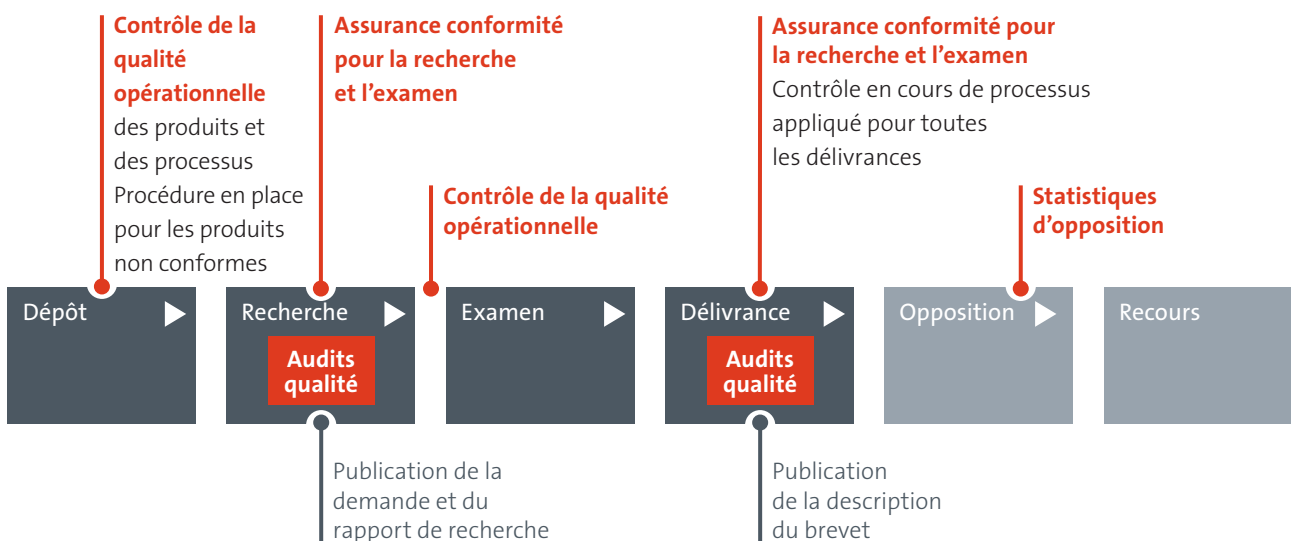 Contrôle de la
qualité
opérationnelle
des produits et
des processus
Procédure en place
pour les produits
non conformes
Assurance conformité
pour la recherche
et l’examen
Contrôle de la qualité
opérationnelle
Assurance conformité pour
la recherche et l’examen
Contrôle en cours de processus
appliqué pour toutes
les délivrances
Statistiques
d’opposition
Dépôt
Recherche
Audits
qualité
Examen
Délivrance
Audits
qualité
Opposition
Recours
Publication de la
demande et du
rapport de recherche
Publication
de la description
du brevet